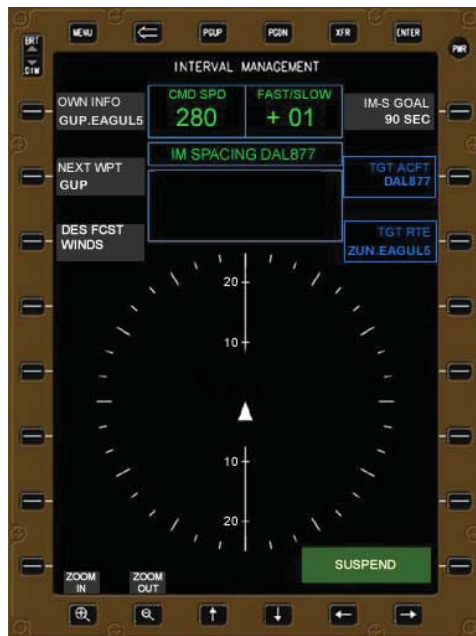 MENU
PGUP
PGDN
XFR
ENTER
BRT
DIM
PWR
INTERVAL MANAGEMENT
OWN INFO
GUP.EAGUL5
CMD SPD
280
FAST/SLOW
+ 01
IM-S GOAL
90 SEC
IM SPACING DAL877
NEXT WPT
GUP
TGT ACFT
DAL877
DES FCST
WINDS
TGT RTE
ZUN.EAGUL5
20
10
10
20
SUSPEND
ZOOM
IN
ZOOM
OUT